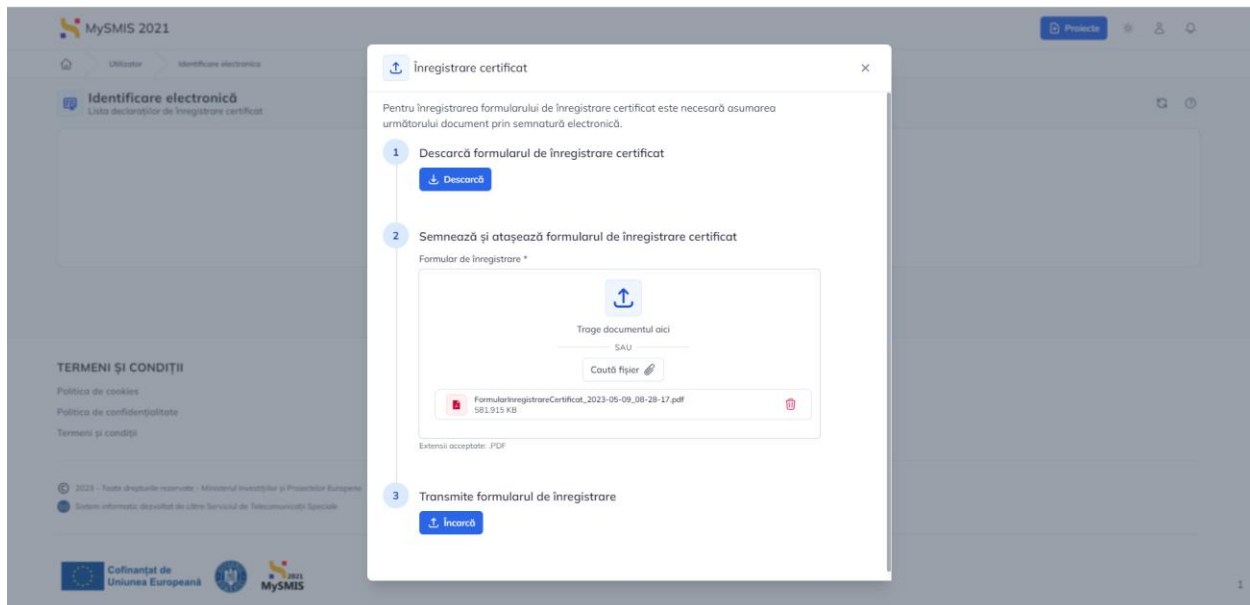 MySMIS 2021
Proiecte
Utilizator
Identificare electronica
Identificare electronică
Lista declarațiilor de înregistrare certificat
Înregistrare certificat
Pentru înregistrarea formularului de înregistrare certificat este necesară asumarea
următorului document prin semnatură electronică.
1 Descarcă formularul de înregistrare certificat
Descarcă
2 Semnează și atașează formularul de înregistrare certificat
Formular de înregistrare *
Trage documentul aici
SAU
Caută fișier
FormularInregistrareCertificat_2023-05-09_08-28-17.pdf
581.915 KB
Extensii acceptate: .PDF
3 Transmite formularul de înregistrare
Încarcă
TERMENI ȘI CONDIȚII
Politica de cookies
Politica de confidențialitate
Termeni și condiții
2023 - Toate drepturile rezervate - Ministerul Investițiilor și Proiectelor Europene
Sistem informatic dezvoltat de către Serviciul de Telecomunicații Speciale
Cofinanțat de
Uniunea Europeană
2021
MySMIS
1